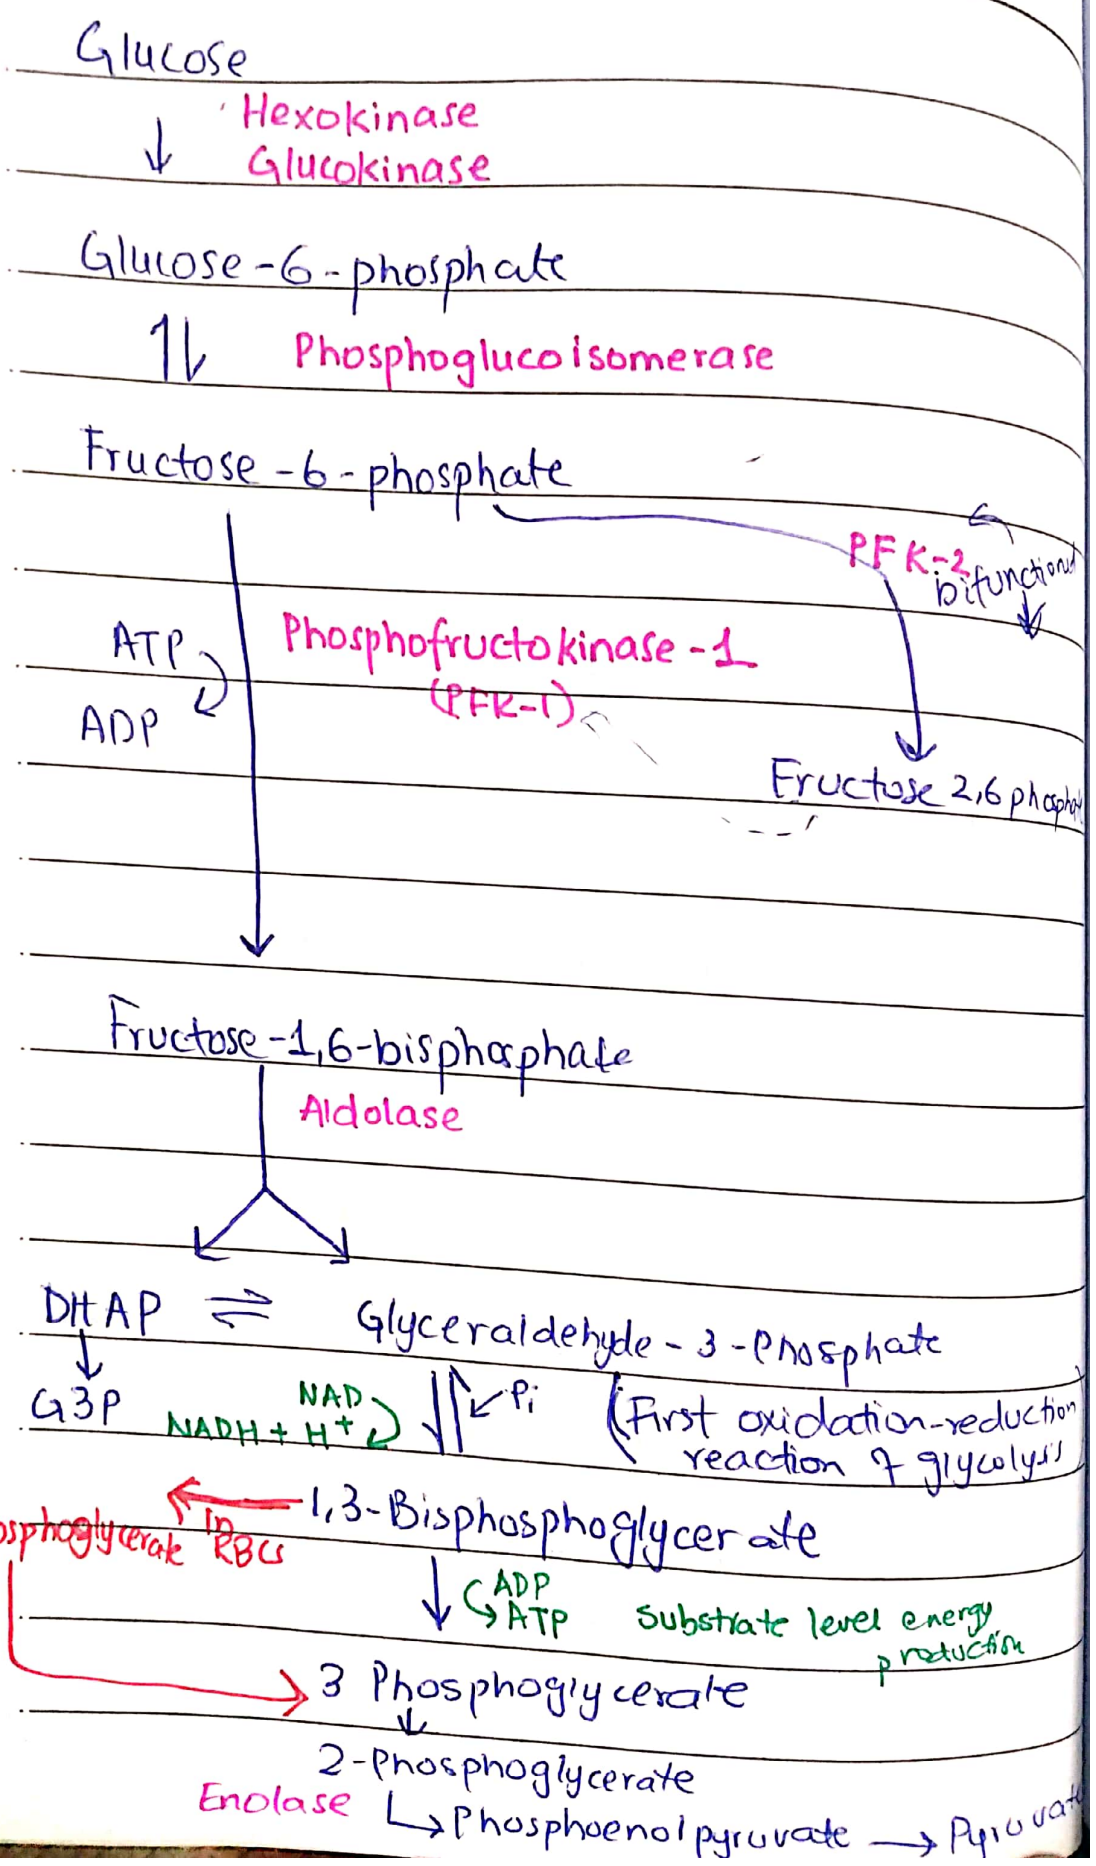 Glucose
↓ Hexokinase
Glucokinase
Glucose-6-phosphate
↿⇂ Phosphoglucoisomerase
Fructose-6-phosphate
PFK-2
bifunctional
ATP
Phosphofructokinase-1
(PFK-1)
ADP
Fructose 2,6
Fructose-1,6-bisphosphate
Aldolase
DHAP ⇌ Glyceraldehyde-3-Phosphate
↓
G3P
NAD
NADH + H+
Pi
(First oxidation-reduction
reaction of glycolysis
1,3-Bisphosphoglycerate
in
RBCs
ADP
ATP
Substrate level energy
production
3 Phosphoglycerate
↓
2-Phosphoglycerate
Enolase
↳ Phosphoenolpyruvate → Pyruvate